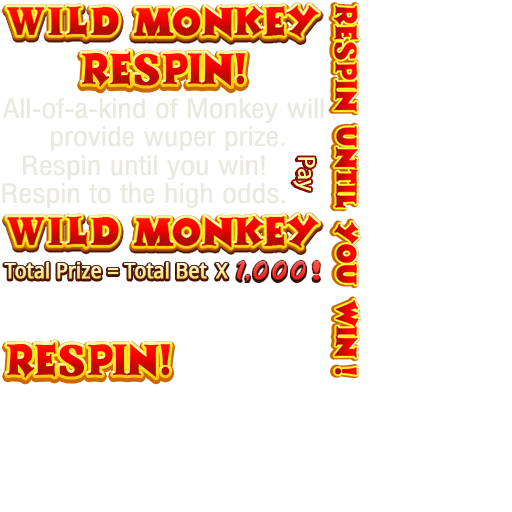 WILD MONKEY
RESPIN!
All-of-a-kind of Monkey will
provide wuper prize.
Respin until you win!
Respin to the high odds.
Pay
WILD MONKEY
Total Prize = Total Bet X 1,000!
RESPIN!
RESPIN UNTIL YOU WIN!